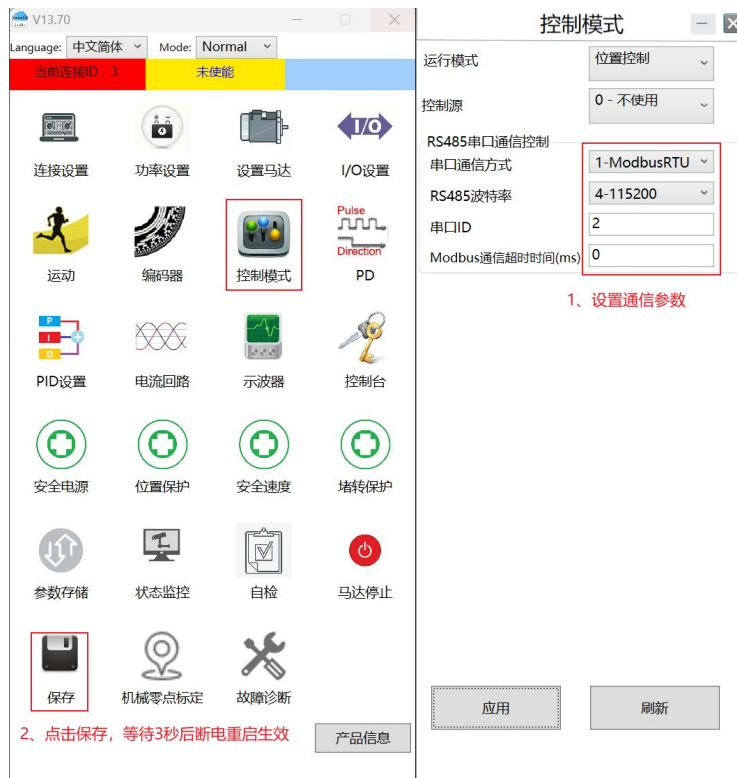 V13.70
Language: 中文简体 Mode: Normal
当前连接ID：3 未使能
连接设置 功率设置 设置马达 I/O I/O设置
Pulse
Direction
运动 编码器 控制模式 PD
P
I
D
PID设置 电流回路 示波器 控制台
安全电源 位置保护 安全速度 堵转保护
参数存储 状态监控 自检 马达停止
保存 机械零点标定 故障诊断
2、点击保存，等待3秒后断电重启生效
产品信息
控制模式
运行模式 位置控制
控制源 0 - 不使用
RS485串口通信控制
串口通信方式 1-ModbusRTU
RS485波特率 4-115200
串口ID 2
Modbus通信超时时间(ms) 0
1、设置通信参数
应用 刷新